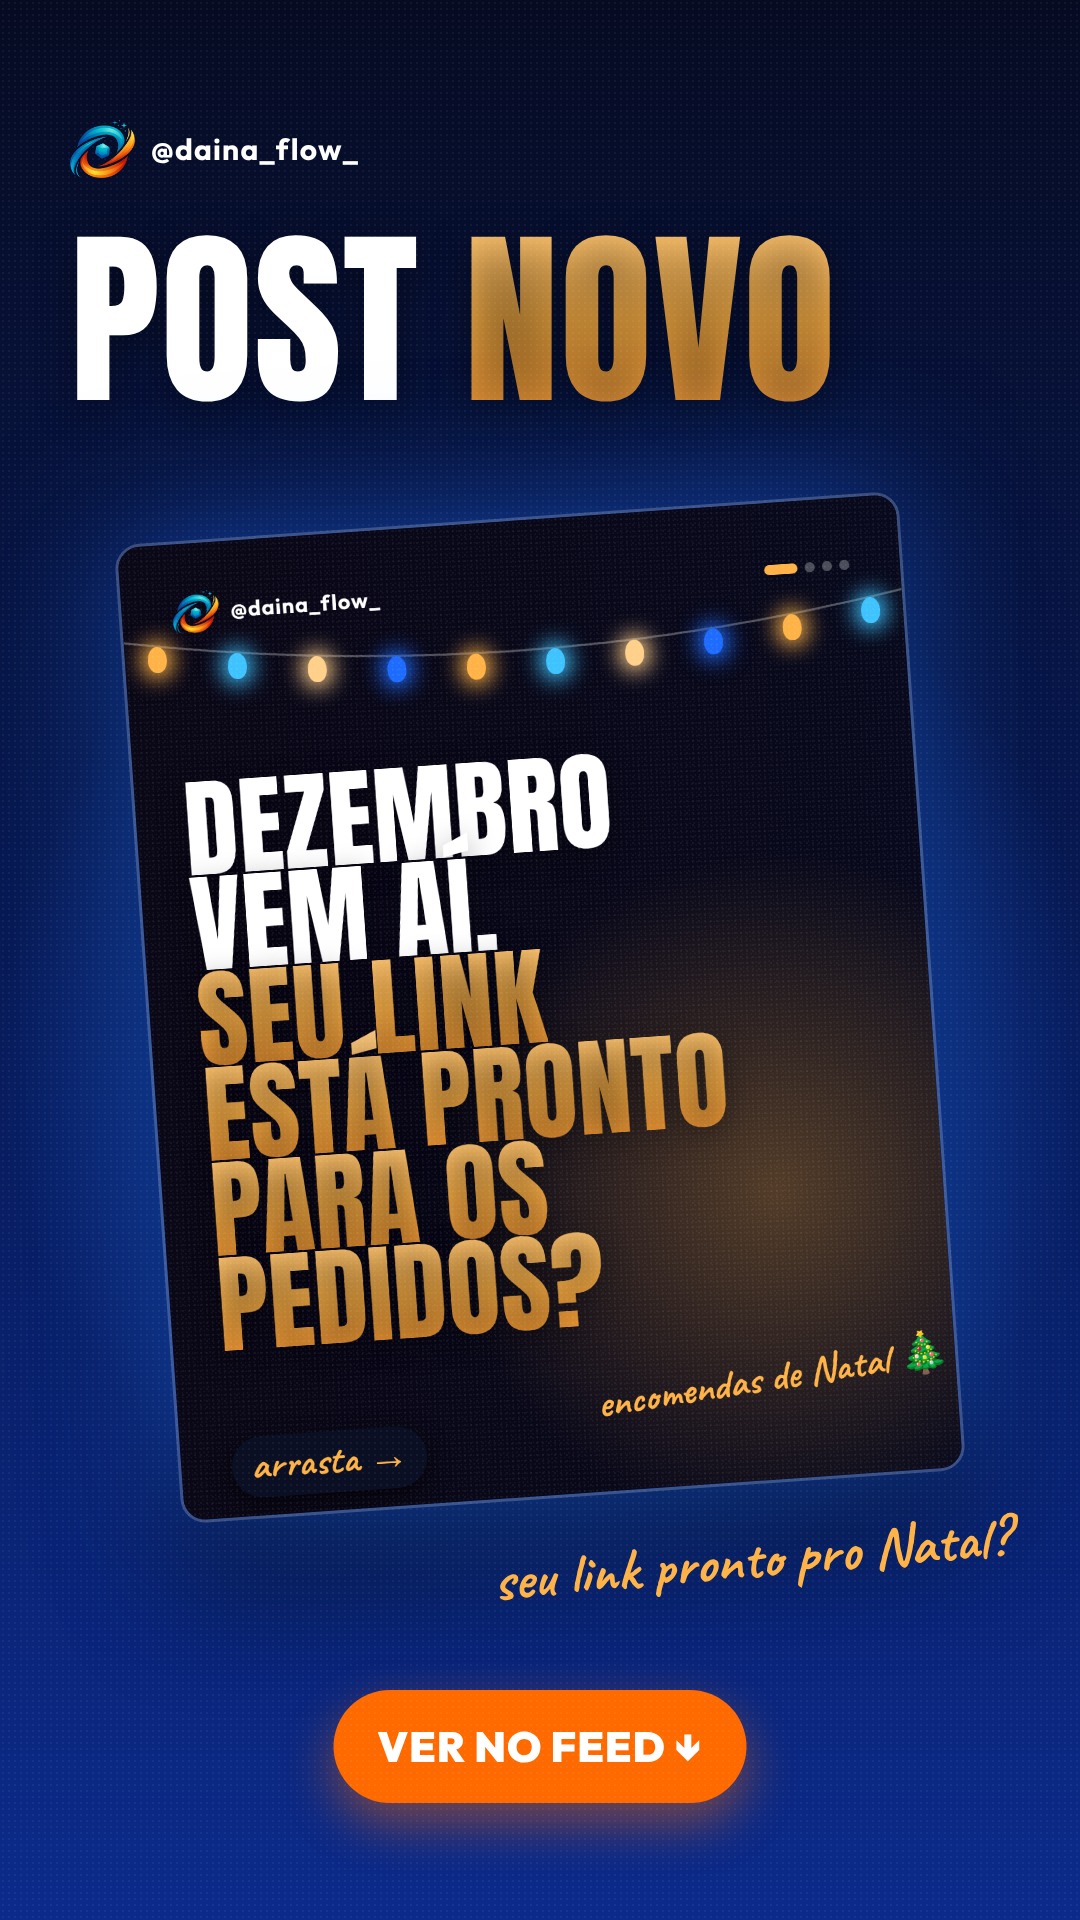 @daina_flow_
POST NOVO
@daina_flow_
DEZEMBRO
VEM AÍ.
SEU LINK
ESTÁ PRONTO
PARA OS
PEDIDOS?
encomendas de Natal 🎄
arrasta →
seu link pronto pro Natal?
VER NO FEED ↓